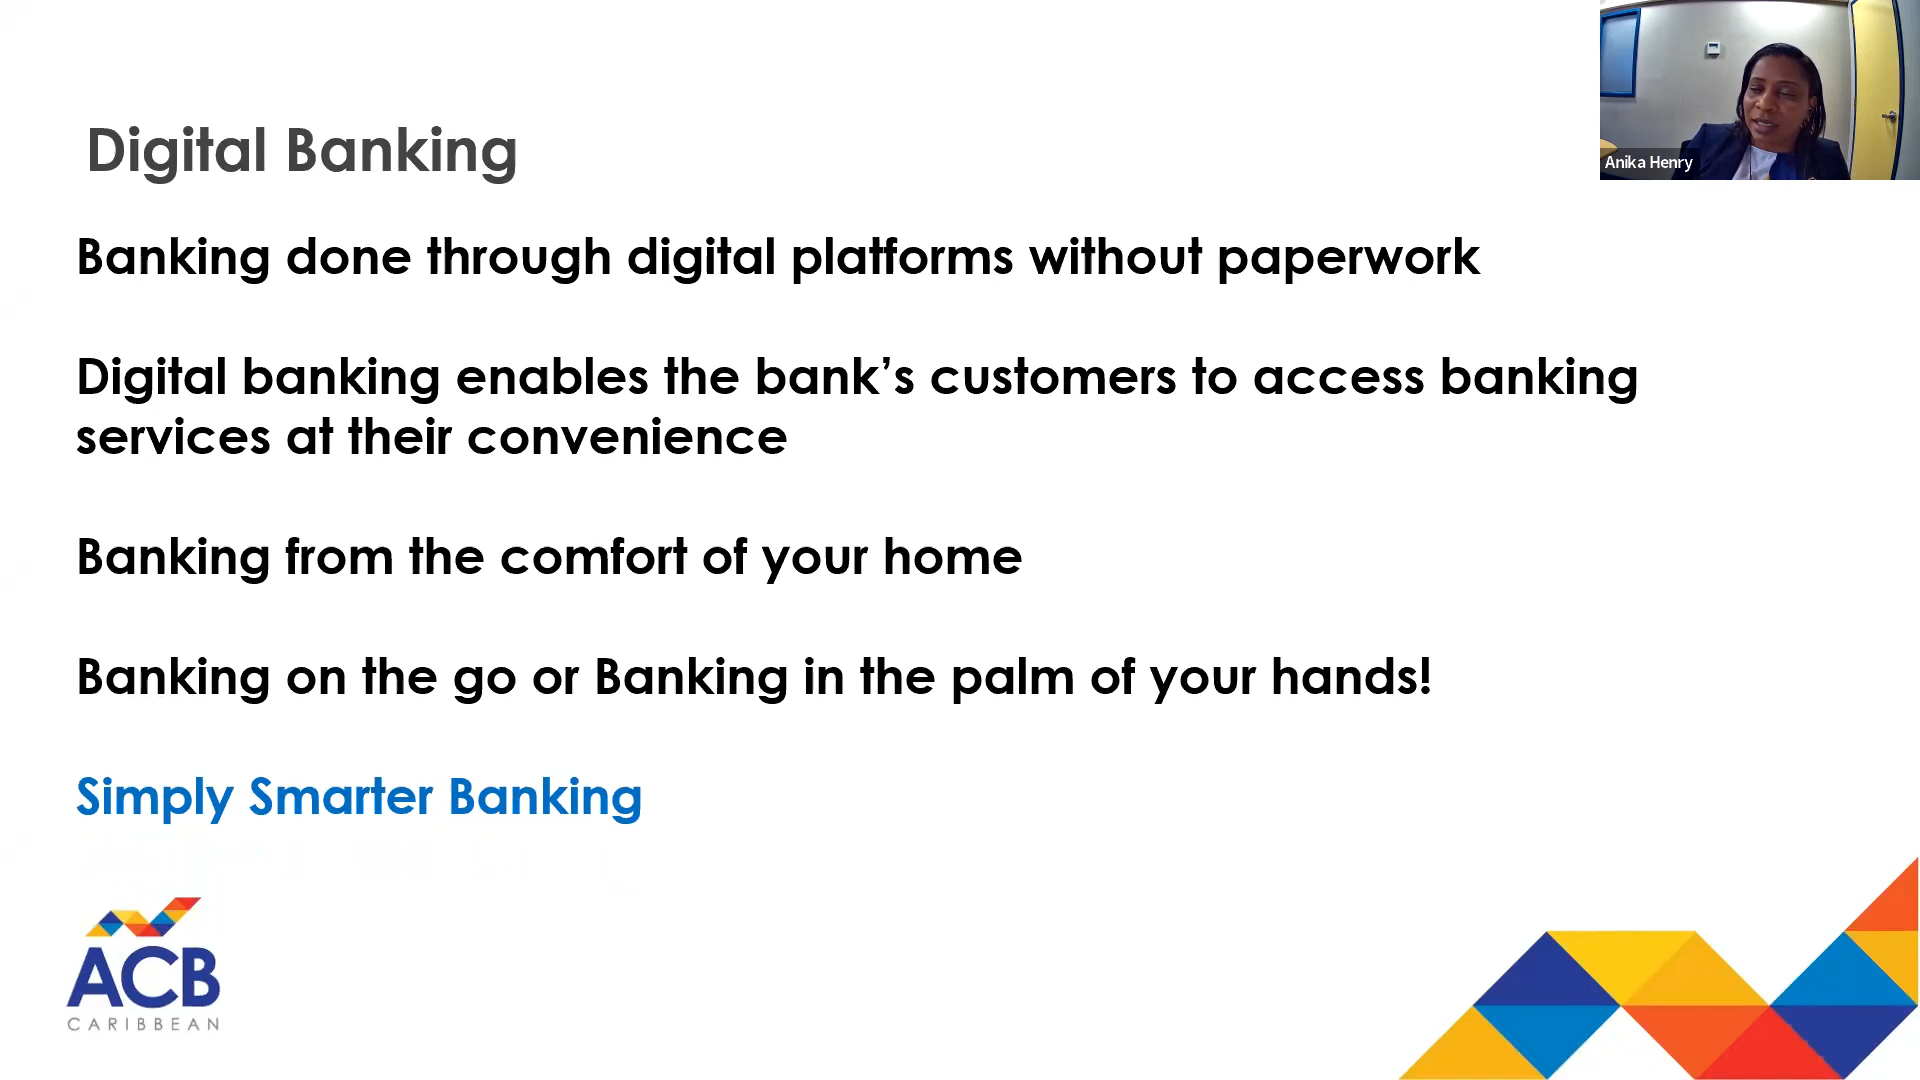 Digital Banking
Anika Henry
Banking done through digital platforms without paperwork
Digital banking enables the bank’s customers to access banking
services at their convenience
Banking from the comfort of your home
Banking on the go or Banking in the palm of your hands!
Simply Smarter Banking
ACB
CARIBBEAN